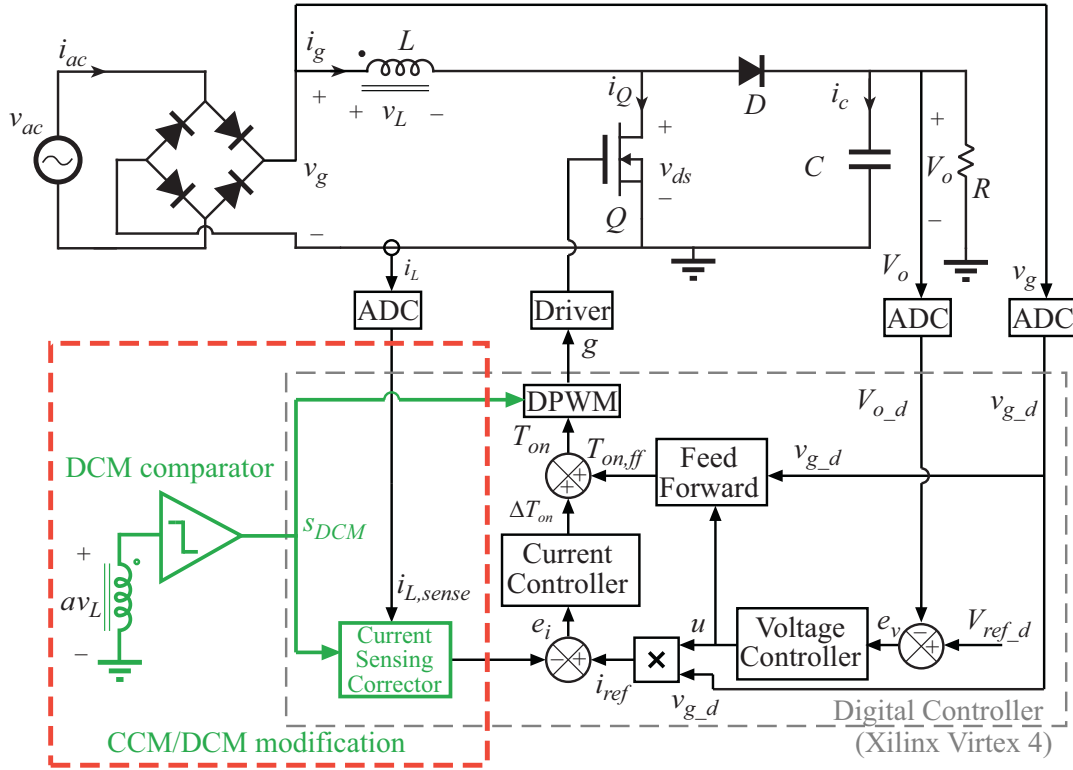 i_ac
i_g
L
v_ac
+
+ v_L −
i_Q
D
i_c
+
+
v_g
v_ds
C
V_o
R
−
Q
−
−
i_L
V_o
v_g
ADC
Driver
ADC
ADC
g
DPWM
V_o_d
v_g_d
T_on
T_on,ff
DCM comparator
Feed
Forward
v_g_d
+
+
ΔT_on
s_DCM
+
Current
Controller
av_L
i_L,sense
−
e_i
u
Voltage
Controller
e_v
−
+
V_ref_d
Current
Sensing
Corrector
−
+
i_ref
×
v_g_d
Digital Controller
(Xilinx Virtex 4)
CCM/DCM modification